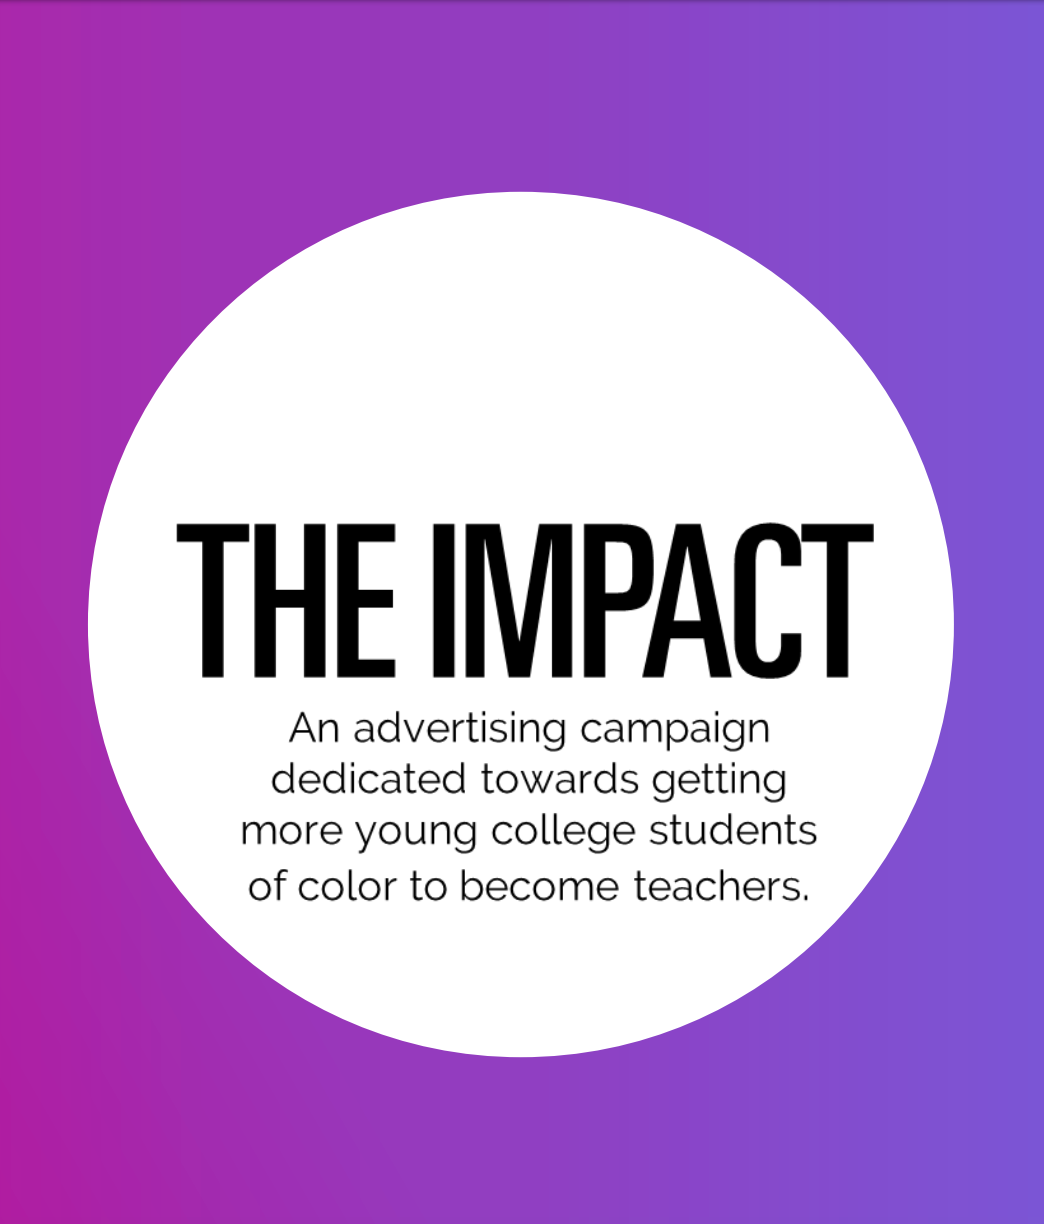 THE IMPACT
An advertising campaign
dedicated towards getting
more young college students
of color to become teachers.